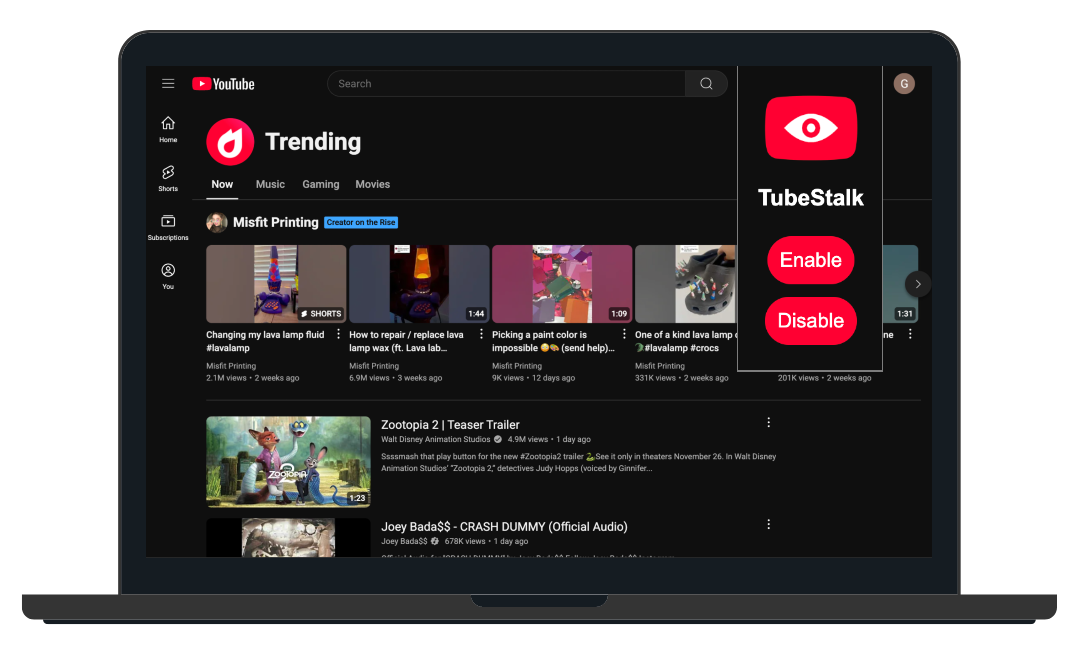 YouTube
Search
G
Home
Shorts
Subscriptions
You
Trending
Now Music Gaming Movies
Misfit Printing Creator on the Rise
SHORTS
1:44
1:09
1:31
Changing my lava lamp fluid
#lavalamp
Misfit Printing
2.1M views • 2 weeks ago
How to repair / replace lava
lamp wax (ft. Lava lab...
Misfit Printing
6.9M views • 3 weeks ago
Picking a paint color is
impossible 😳🎨 (send help)...
Misfit Printing
9K views • 12 days ago
One of a kind lava lamp
#lavalamp #crocs
Misfit Printing
331K views • 2 weeks ago
ne
201K views • 2 weeks ago
TubeStalk
Enable
Disable
ZOOTOPIA
2
1:23
Zootopia 2 | Teaser Trailer
Walt Disney Animation Studios 4.9M views • 1 day ago
Sssssmash that play button for the new #Zootopia2 trailer 🐍 See it only in theaters November 26. In Walt Disney
Animation Studios' "Zootopia 2," detectives Judy Hopps (voiced by Ginnifer...
Joey Bada$$ - CRASH DUMMY (Official Audio)
Joey Bada$$ 678K views • 1 day ago